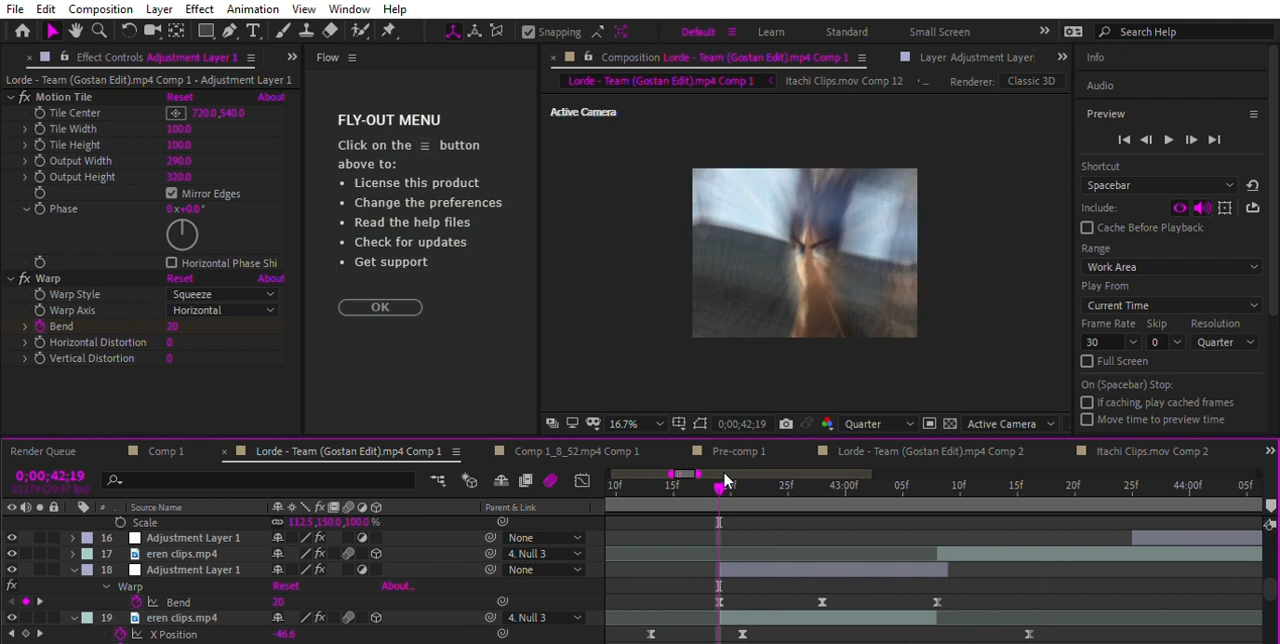 File Edit Composition Layer Effect Animation View Window Help
Snapping Default Learn Standard Small Screen Search Help
Effect Controls Adjustment Layer 1
Lorde - Team (Gostan Edit).mp4 Comp 1 - Adjustment Layer 1
fx Motion Tile Reset About
Tile Center 720.0,540.0
Tile Width 100.0
Tile Height 100.0
Output Width 290.0
Output Height 320.0
Mirror Edges
Phase 0x+0.0°
Horizontal Phase Shi
fx Warp Reset About
Warp Style Squeeze
Warp Axis Horizontal
Bend 20
Horizontal Distortion 0
Vertical Distortion 0
Flow
FLY-OUT MENU
Click on the ≡ button
above to:
• License this product
• Change the preferences
• Read the help files
• Check for updates
• Get support
OK
Composition Lorde - Team (Gostan Edit).mp4 Comp 1 Layer Adjustment Layer
Lorde - Team (Gostan Edit).mp4 Comp 1 Itachi Clips.mov Comp 12 Renderer: Classic 3D
Active Camera
16.7% 0;00;42;19 Quarter Active Camera
Info
Audio
Preview
Shortcut
Spacebar
Include:
Cache Before Playback
Range
Work Area
Play From
Current Time
Frame Rate Skip Resolution
30 0 Quarter
Full Screen
On (Spacebar) Stop:
If caching, play cached frames
Move time to preview time
Render Queue Comp 1 Lorde - Team (Gostan Edit).mp4 Comp 1 Comp 1_8_52.mp4 Comp 1 Pre-comp 1 Lorde - Team (Gostan Edit).mp4 Comp 2 Itachi Clips.mov Comp 2
0;00;42;19
01279 (29.97 fps)
10f 15f 25f 43:00f 05f 10f 15f 20f 25f 44:00f 05f
# Source Name fx Parent & Link
Scale 112.5,150.0,100.0%
16 Adjustment Layer 1 fx None
17 eren clips.mp4 fx 4. Null 3
18 Adjustment Layer 1 fx None
fx Warp Reset About...
Bend 20
19 eren clips.mp4 fx 4. Null 3
X Position -46.6